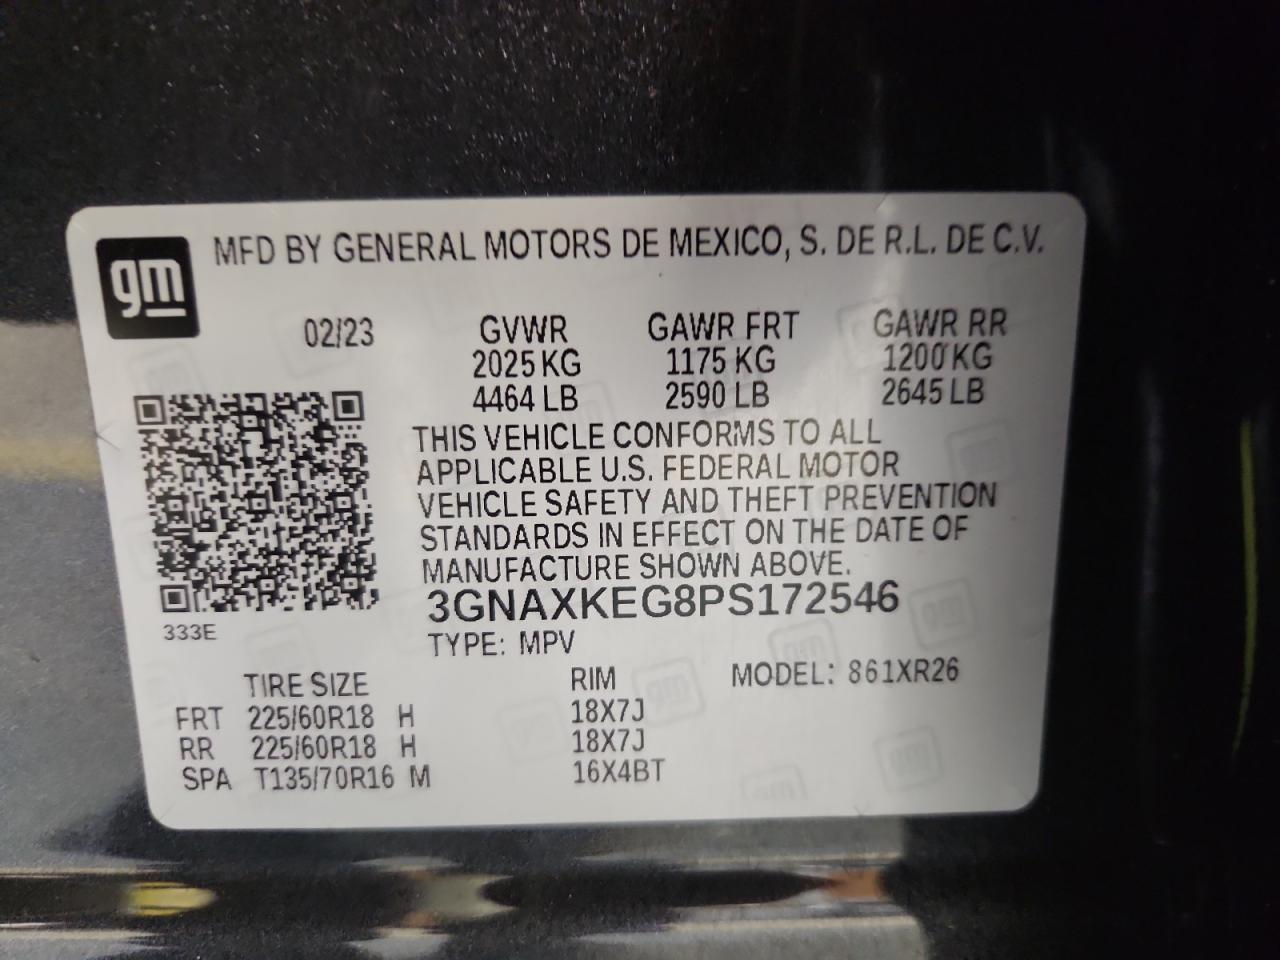 gm
MFD BY GENERAL MOTORS DE MEXICO, S. DE R.L. DE C.V.
02/23 GVWR GAWR FRT GAWR RR
2025 KG 1175 KG 1200 KG
4464 LB 2590 LB 2645 LB
THIS VEHICLE CONFORMS TO ALL
APPLICABLE U.S. FEDERAL MOTOR
VEHICLE SAFETY AND THEFT PREVENTION
STANDARDS IN EFFECT ON THE DATE OF
MANUFACTURE SHOWN ABOVE.
3GNAXKEG8PS172546
333E
TYPE: MPV
TIRE SIZE RIM MODEL: 861XR26
FRT 225/60R18 H 18X7J
RR 225/60R18 H 18X7J
SPA T135/70R16 M 16X4BT